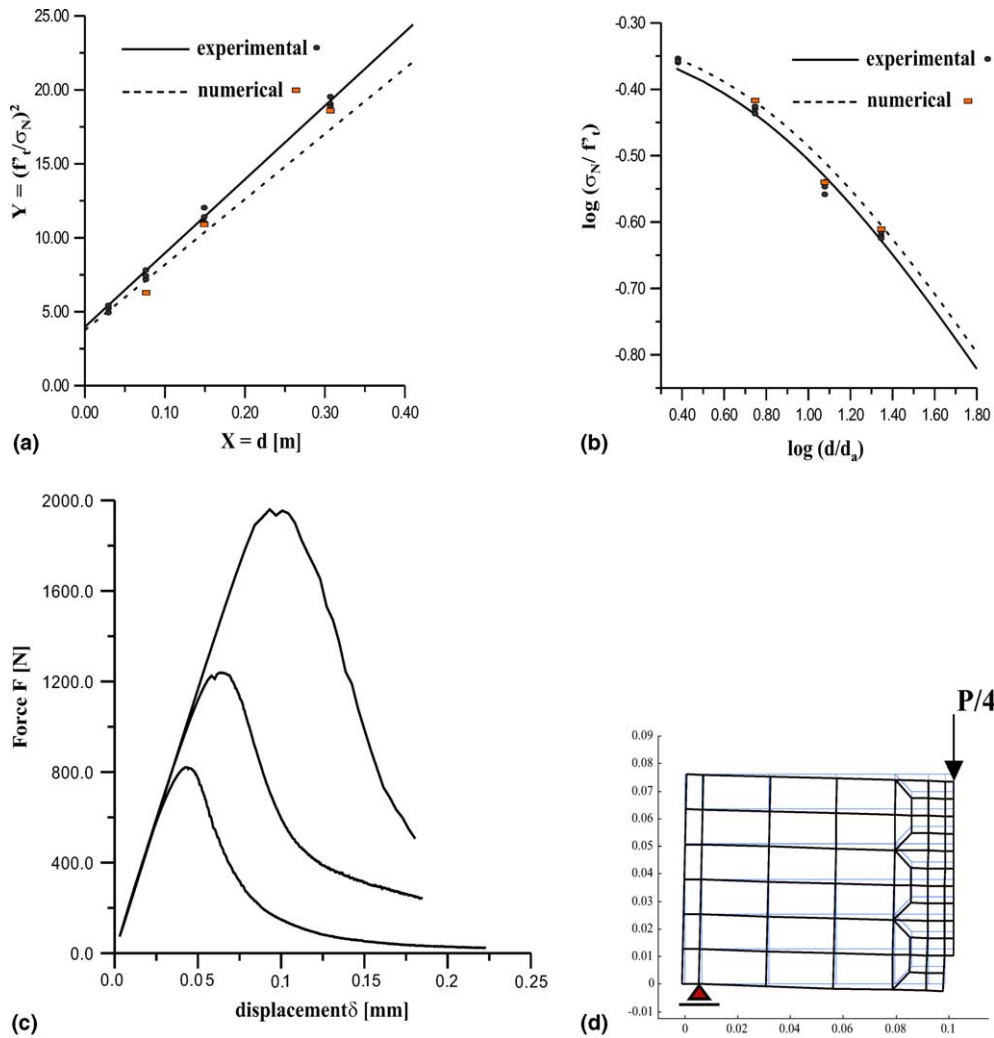 25.00
20.00
15.00
10.00
5.00
0.00
Y = (f'ₜ/σ_N)²
experimental
numerical
0.00 0.10 0.20 0.30 0.40
X = d [m]
(a)
-0.30
-0.40
-0.50
-0.60
-0.70
-0.80
log (σ_N/ f'ₜ)
experimental
numerical
0.40 0.60 0.80 1.00 1.20 1.40 1.60 1.80
log (d/dₐ)
(b)
2000.0
1600.0
1200.0
800.0
400.0
0.0
Force F [N]
0.0 0.05 0.1 0.15 0.2 0.25
displacementδ [mm]
(c)
P/4
0.09
0.08
0.07
0.06
0.05
0.04
0.03
0.02
0.01
0
-0.01
0 0.02 0.04 0.06 0.08 0.1
(d)